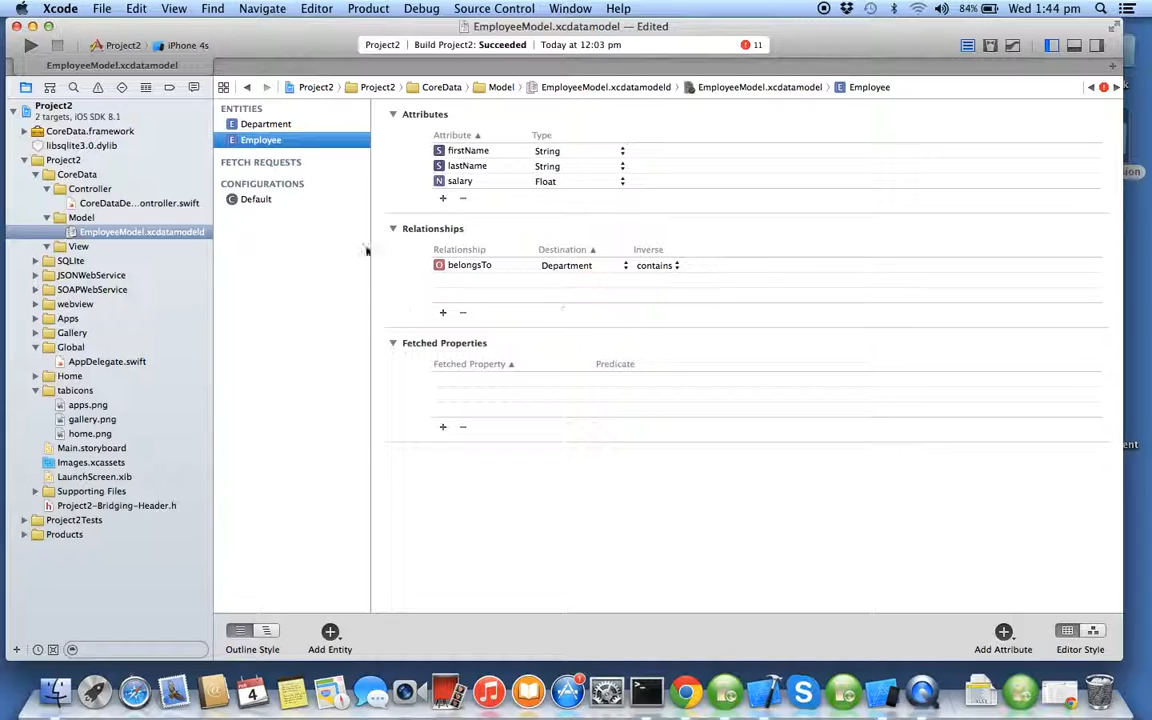 Xcode File Edit View Find Navigate Editor Product Debug Source Control Window Help 84% Wed 1:44 pm
EmployeeModel.xcdatamodel — Edited
Project2 iPhone 4s Project2 Build Project2: Succeeded Today at 12:03 pm 11
EmployeeModel.xcdatamodel
Project2 Project2 CoreData Model EmployeeModel.xcdatamodeld EmployeeModel.xcdatamodel E Employee
Project2
2 targets, iOS SDK 8.1
CoreData.framework
libsqlite3.0.dylib
Project2
CoreData
Controller
CoreDataDe...ontroller.swift
Model
EmployeeModel.xcdatamodeld
View
SQLIte
JSONWebService
SOAPWebService
webview
Apps
Gallery
Global
AppDelegate.swift
Home
tabicons
apps.png
gallery.png
home.png
Main.storyboard
Images.xcassets
LaunchScreen.xib
Supporting Files
h Project2-Bridging-Header.h
Project2Tests
Products
ENTITIES
E Department
E Employee
FETCH REQUESTS
CONFIGURATIONS
C Default
Attributes
Attribute Type
S firstName String
S lastName String
N salary Float
+ −
Relationships
Relationship Destination Inverse
O belongsTo Department contains
+ −
Fetched Properties
Fetched Property Predicate
+ −
Outline Style Add Entity Add Attribute Editor Style
sion
ent
FEB
4
1